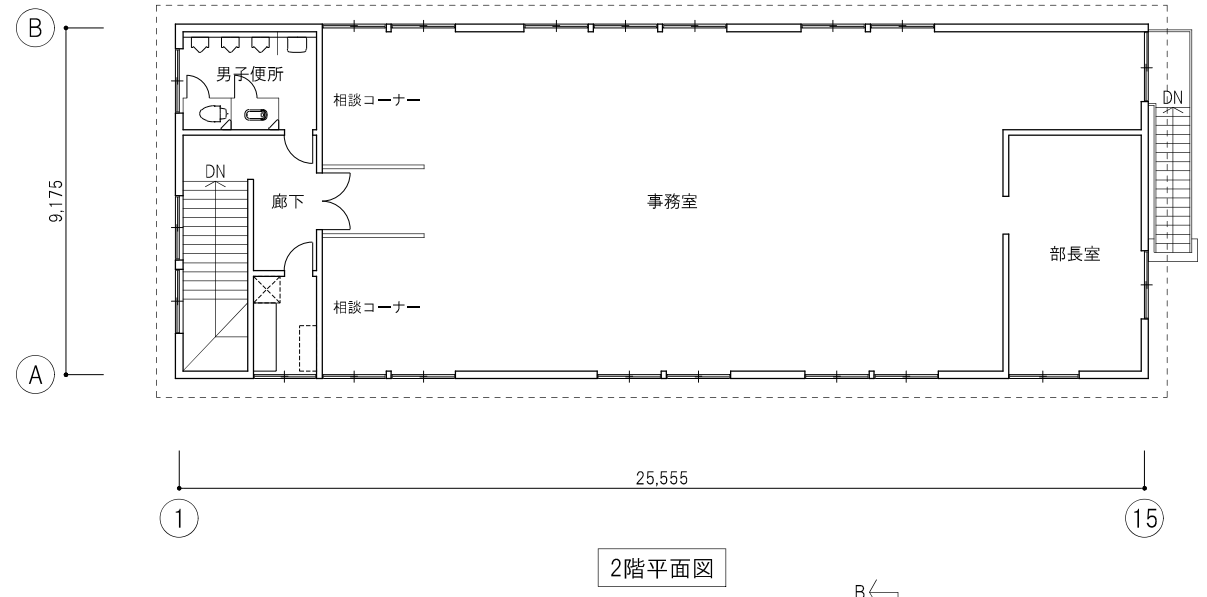 B
男子便所
相談コーナー
DN
DN
9,175
廊下
事務室
部長室
相談コーナー
A
25,555
1
15
2階平面図
B